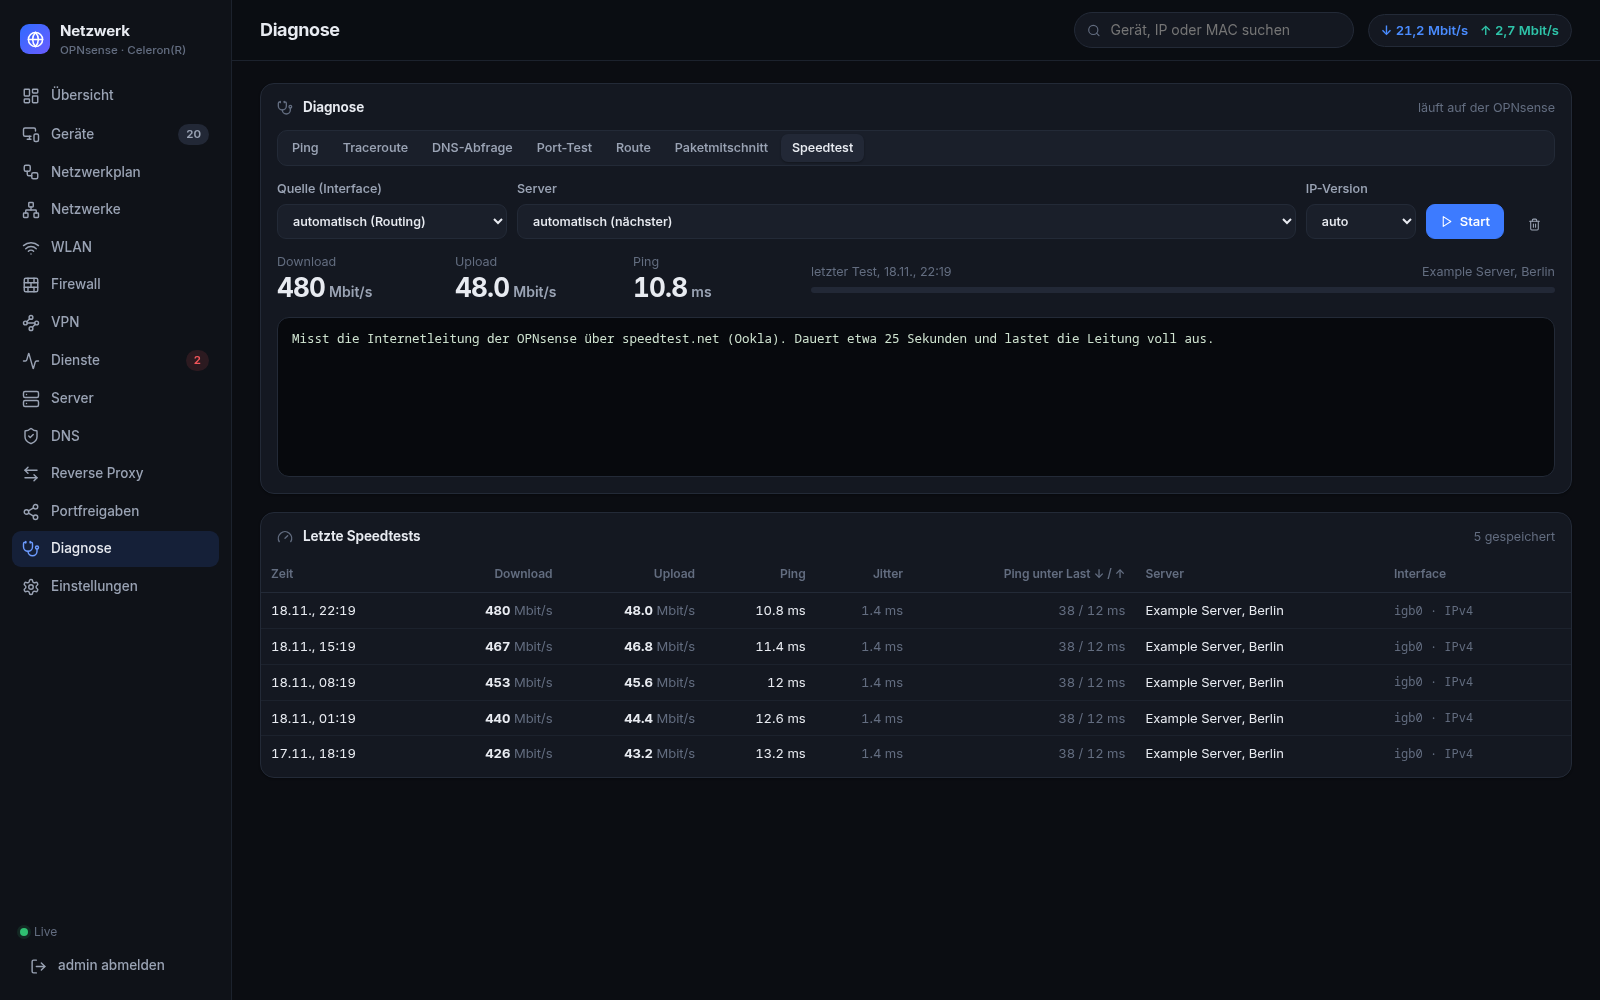 Netzwerk
OPNsense · Celeron(R)
Übersicht
Geräte 20
Netzwerkplan
Netzwerke
WLAN
Firewall
VPN
Dienste 2
Server
DNS
Reverse Proxy
Portfreigaben
Diagnose
Einstellungen
Live
admin abmelden
Diagnose
Gerät, IP oder MAC suchen
↓ 21,2 Mbit/s ↑ 2,7 Mbit/s
Diagnose läuft auf der OPNsense
Ping Traceroute DNS-Abfrage Port-Test Route Paketmitschnitt Speedtest
Quelle (Interface) Server IP-Version
automatisch (Routing) automatisch (nächster) auto Start
Download Upload Ping
480 Mbit/s 48.0 Mbit/s 10.8 ms
letzter Test, 18.11., 22:19 Example Server, Berlin
Misst die Internetleitung der OPNsense über speedtest.net (Ookla). Dauert etwa 25 Sekunden und lastet die Leitung voll aus.
Letzte Speedtests 5 gespeichert
Zeit Download Upload Ping Jitter Ping unter Last ↓ / ↑ Server Interface
18.11., 22:19 480 Mbit/s 48.0 Mbit/s 10.8 ms 1.4 ms 38 / 12 ms Example Server, Berlin igb0 · IPv4
18.11., 15:19 467 Mbit/s 46.8 Mbit/s 11.4 ms 1.4 ms 38 / 12 ms Example Server, Berlin igb0 · IPv4
18.11., 08:19 453 Mbit/s 45.6 Mbit/s 12 ms 1.4 ms 38 / 12 ms Example Server, Berlin igb0 · IPv4
18.11., 01:19 440 Mbit/s 44.4 Mbit/s 12.6 ms 1.4 ms 38 / 12 ms Example Server, Berlin igb0 · IPv4
17.11., 18:19 426 Mbit/s 43.2 Mbit/s 13.2 ms 1.4 ms 38 / 12 ms Example Server, Berlin igb0 · IPv4